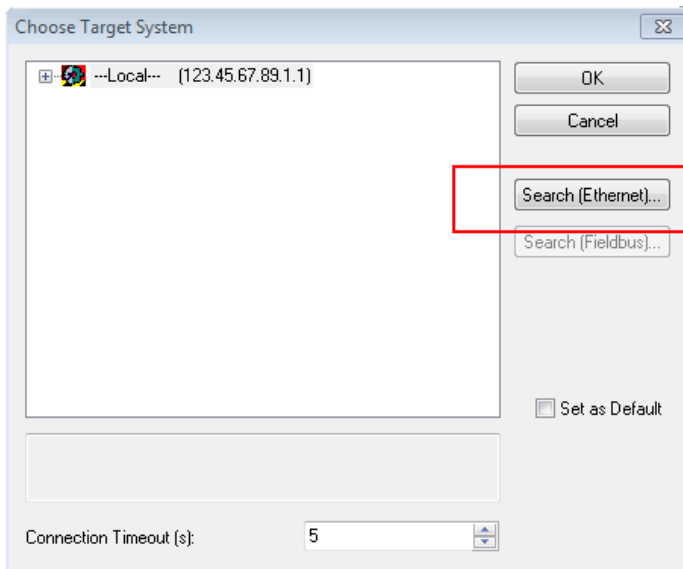 Choose Target System
---Local--- (123.45.67.89.1.1)
OK
Cancel
Search (Ethernet)...
Search (Fieldbus)...
Set as Default
Connection Timeout (s):
5